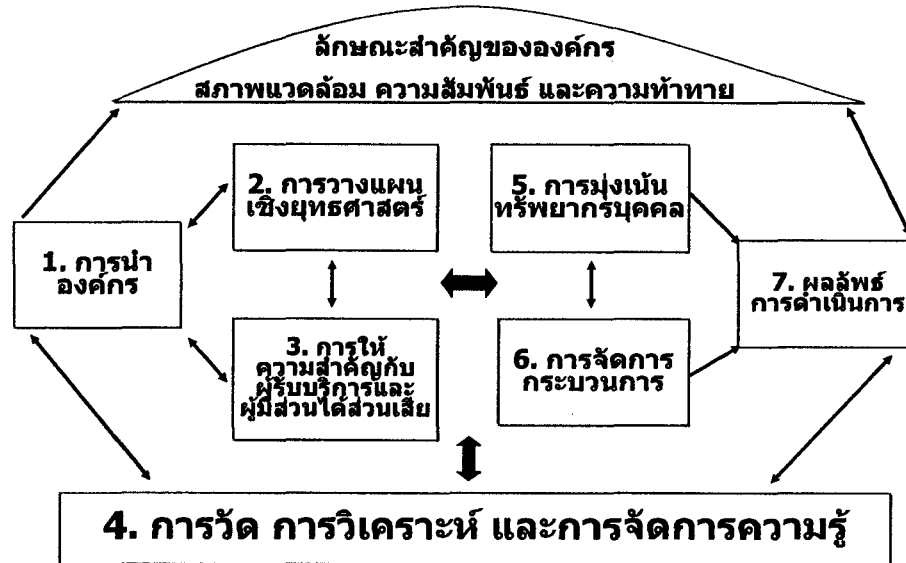 ลักษณะสำคัญขององค์กร
สภาพแวดล้อม ความสัมพันธ์ และความท้าทาย
2. การวางแผน
เชิงยุทธศาสตร์
5. การมุ่งเน้น
ทรัพยากรบุคคล
1. การนำ
องค์กร
7. ผลลัพธ์
การดำเนินการ
3. การให้
ความสำคัญกับ
ผู้รับบริการและ
ผู้มีส่วนได้ส่วนเสีย
6. การจัดการ
กระบวนการ
4. การวัด การวิเคราะห์ และการจัดการความรู้